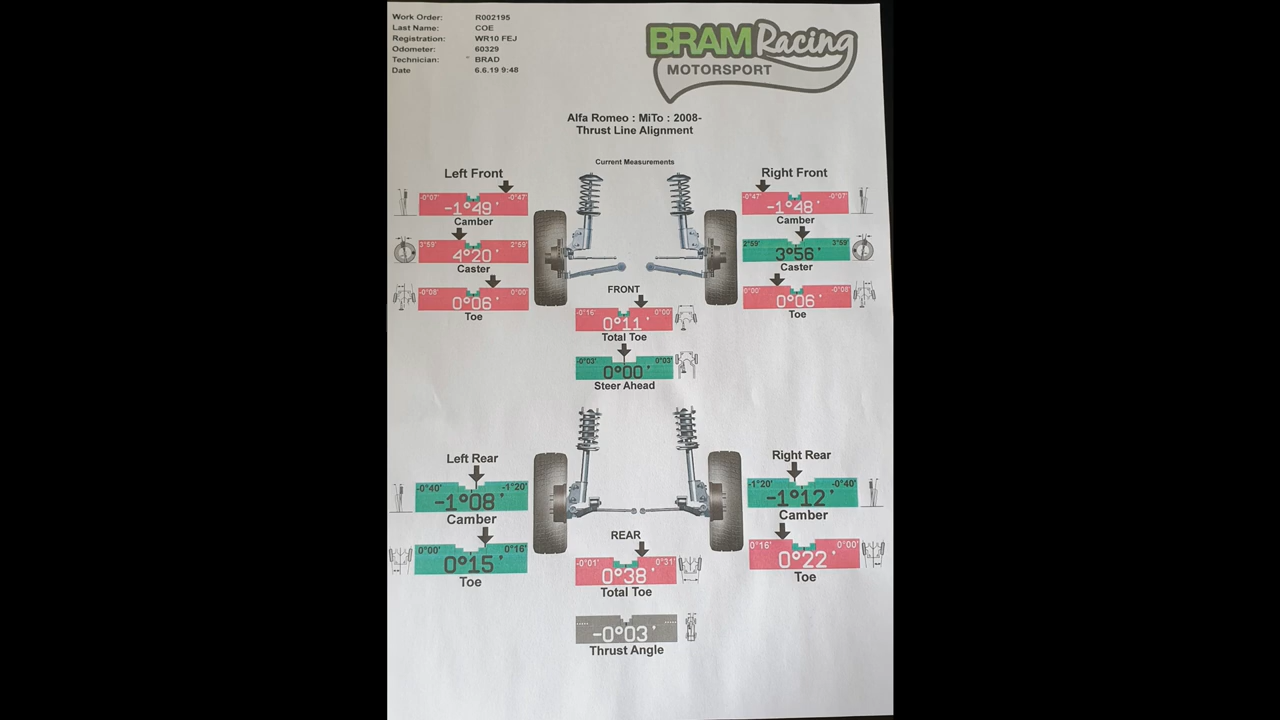 Work Order: R002195
Last Name: COE
Registration: WR10 FEJ
Odometer: 60329
Technician: BRAD
Date 6.6.19 9:48
BRAM Racing
MOTORSPORT
Alfa Romeo : MiTo : 2008-
Thrust Line Alignment
Current Measurements
Left Front
-0°07' -0°47'
-1°49'
Camber
3°59' 2°59'
4°20'
Caster
-0°08' 0°00'
0°06'
Toe
Right Front
-0°47' -0°07'
-1°48'
Camber
2°59' 3°59'
3°56'
Caster
0°00' -0°08'
0°06'
Toe
FRONT
-0°16' 0°00'
0°11'
Total Toe
-0°03' 0°03'
0°00'
Steer Ahead
Left Rear
-0°40' -1°20'
-1°08'
Camber
0°00' 0°16'
0°15'
Toe
Right Rear
-1°20' -0°40'
-1°12'
Camber
0°16' 0°00'
0°22'
Toe
REAR
-0°01' 0°31'
0°38'
Total Toe
-0°03'
Thrust Angle